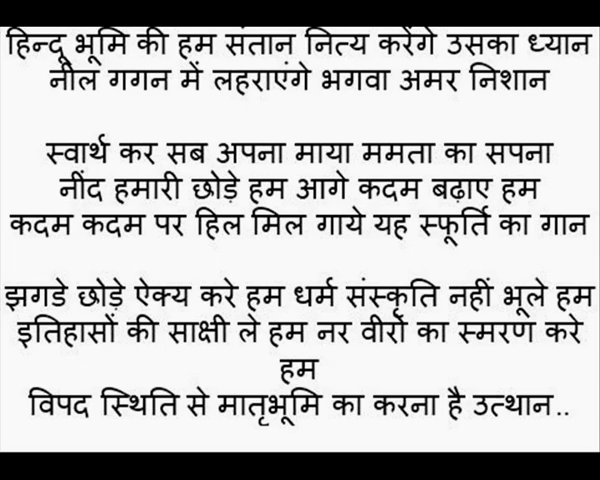 हिन्दू भूमि की हम संतान नित्य करेंगे उसका ध्यान
नील गगन में लहराएंगे भगवा अमर निशान
स्वार्थ कर सब अपना माया ममता का सपना
नींद हमारी छोड़े हम आगे कदम बढ़ाए हम
कदम कदम पर हिल मिल गाये यह स्फूर्ति का गान
झगडे छोड़े ऐक्य करे हम धर्म संस्कृति नहीं भूले हम
इतिहासों की साक्षी ले हम नर वीरों का स्मरण करे
हम
विपद स्थिति से मातृभूमि का करना है उत्थान..